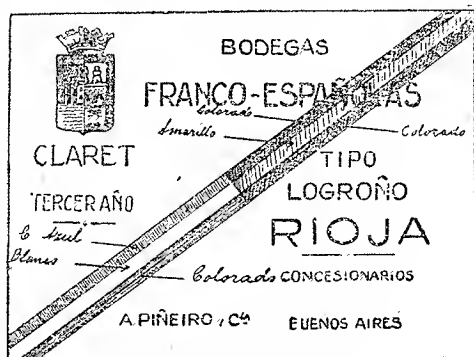 BODEGAS
FRANCO-ESPAÑOLAS
Colorado
Amarillo
Colorado
CLARET
TIPO
TERCER AÑO
LOGROÑO
RIOJA
Azul
Blanco
Colorado
CONCESIONARIOS
A. PIÑEIRO y Cía
BUENOS AIRES